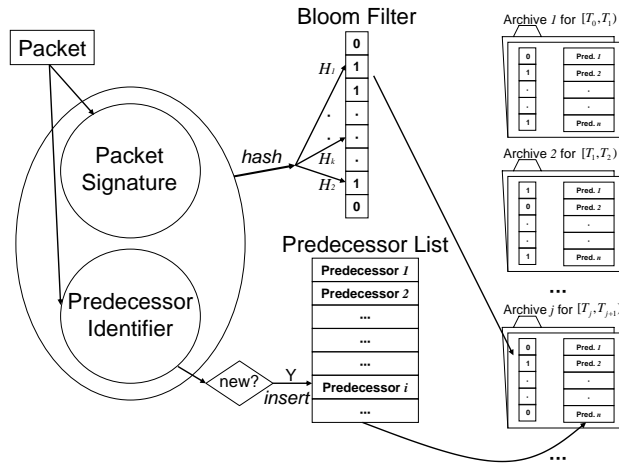 Packet
Packet
Signature
Predecessor
Identifier
hash
new?
Y
insert
Bloom Filter
0
1
1
.
.
.
1
0
H1
.
.
Hk
H2
Predecessor List
Predecessor 1
Predecessor 2
...
...
...
Predecessor i
...
Archive 1 for [T0,T1)
0
1
.
.
1
Pred. 1
Pred. 2
.
.
Pred. n
Archive 2 for [T1,T2)
1
0
.
.
1
Pred. 1
Pred. 2
.
.
Pred. n
...
Archive j for [Tj,Tj+1)
0
1
.
.
0
Pred. 1
Pred. 2
.
.
Pred. n
...